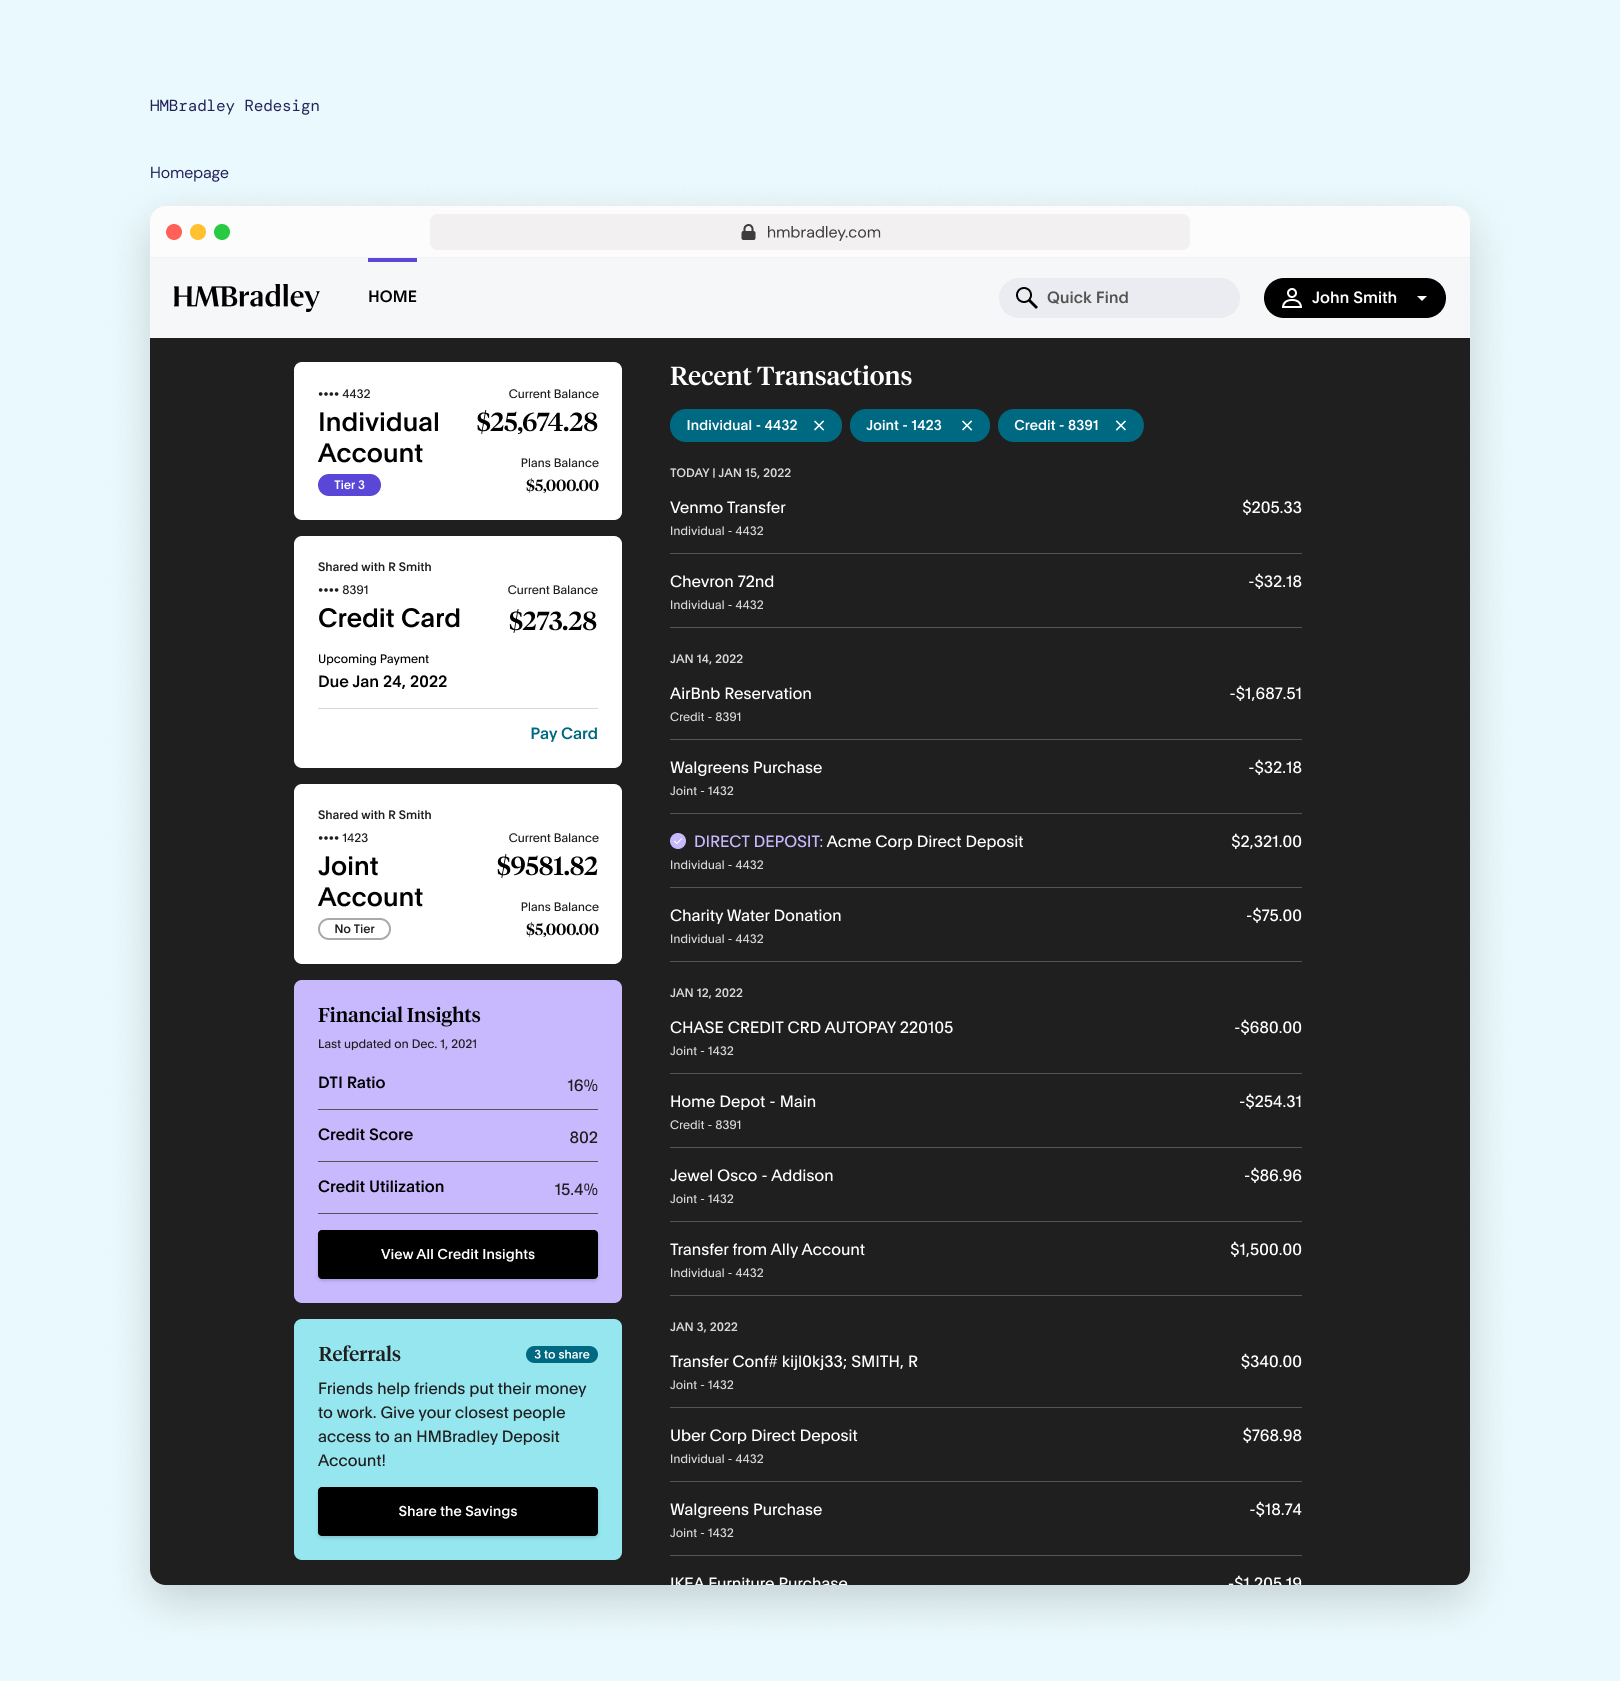 HMBradley Redesign
Homepage
hmbradley.com
HMBradley
HOME
Quick Find
John Smith
•••• 4432
Current Balance
Individual
Account
$25,674.28
Plans Balance
Tier 3
$5,000.00
Shared with R Smith
•••• 8391
Current Balance
Credit Card
$273.28
Upcoming Payment
Due Jan 24, 2022
Pay Card
Shared with R Smith
•••• 1423
Current Balance
Joint
Account
$9581.82
Plans Balance
No Tier
$5,000.00
Financial Insights
Last updated on Dec. 1, 2021
DTI Ratio
16%
Credit Score
802
Credit Utilization
15.4%
View All Credit Insights
Referrals
3 to share
Friends help friends put their money
to work. Give your closest people
access to an HMBradley Deposit
Account!
Share the Savings
Recent Transactions
Individual - 4432
Joint - 1423
Credit - 8391
TODAY | JAN 15, 2022
Venmo Transfer
$205.33
Individual - 4432
Chevron 72nd
-$32.18
Individual - 4432
JAN 14, 2022
AirBnb Reservation
-$1,687.51
Credit - 8391
Walgreens Purchase
-$32.18
Joint - 1432
DIRECT DEPOSIT: Acme Corp Direct Deposit
$2,321.00
Individual - 4432
Charity Water Donation
-$75.00
Individual - 4432
JAN 12, 2022
CHASE CREDIT CRD AUTOPAY 220105
-$680.00
Joint - 1432
Home Depot - Main
-$254.31
Credit - 8391
Jewel Osco - Addison
-$86.96
Joint - 1432
Transfer from Ally Account
$1,500.00
Individual - 4432
JAN 3, 2022
Transfer Conf# kijl0kj33; SMITH, R
$340.00
Joint - 1432
Uber Corp Direct Deposit
$768.98
Individual - 4432
Walgreens Purchase
-$18.74
Joint - 1432
IKEA Furniture Purchase
-$1,205.19